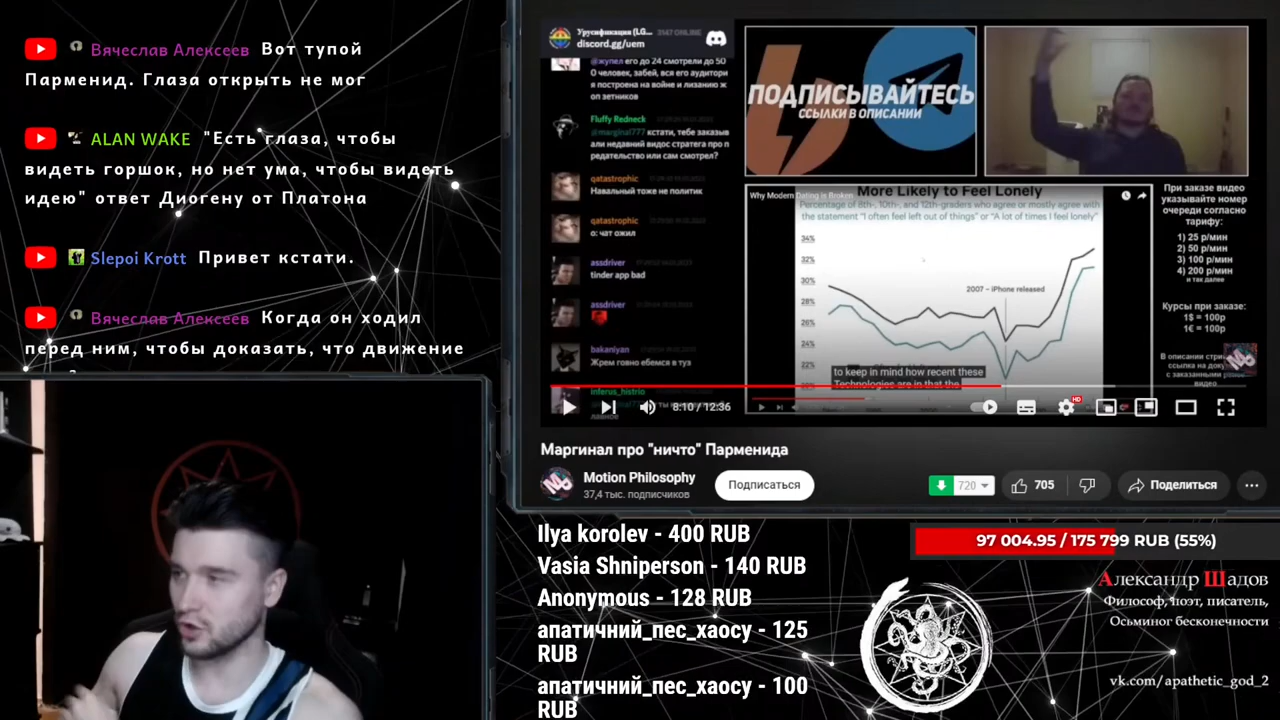 Вячеслав Алексеев Вот тупой
Парменид. Глаза открыть не мог
ALAN WAKE "Есть глаза, чтобы
видеть горшок, но нет ума, чтобы видеть
идею" ответ Диогену от Платона
Slepoi Krott Привет кстати.
Вячеслав Алексеев Когда он ходил
перед ним, чтобы доказать, что движение
Урусификация (LG...
discord.gg/uem
@жупел его до 24 смотрели до 50
0 человек, забей, вся его аудитори
я построена на войне и лизанию ж
оп зетников
Fluffy Redneck
@marginal777 кстати, тебе заказыв
али недавний видос стратега про п
редательство или сам смотрел?
qatastrophic
Навальный тоже не политик
qatastrophic
о: чат ожил
assdriver
tinder app bad
assdriver
bakaniyan
Жрем говно ебемся в туз
inferus_histrio
ПОДПИСЫВАЙТЕСЬ
ССЫЛКИ В ОПИСАНИИ
Why Modern Dating is Broken
More Likely to Feel Lonely
Percentage of 8th-, 10th-, and 12th-graders who agree or mostly agree with
the statement "I often feel left out of things" or "A lot of times I feel lonely"
34%
32%
30%
28%
26%
24%
22%
2007 – iPhone released
to keep in mind how recent these
Technologies are in that the
При заказе видео
указывайте номер
очереди согласно
тарифу:
1) 25 р/мин
2) 50 р/мин
3) 100 р/мин
4) 200 р/мин
и так далее
Курсы при заказе:
1$ = 100р
1€ = 100р
В описании
ссылка на
с заказанными
видео
8:10 / 12:36
HD
Маргинал про "ничто" Парменида
Motion Philosophy
37,4 тыс. подписчиков
Подписаться
720
705
Поделиться
Ilya korolev - 400 RUB
Vasia Shniperson - 140 RUB
Anonymous - 128 RUB
апатичний_пес_хаосу - 125
RUB
апатичний_пес_хаосу - 100
RUB
97 004.95 / 175 799 RUB (55%)
Александр Шадов
Философ, поэт, писатель,
Осьминог бесконечности
vk.com/apathetic_god_2